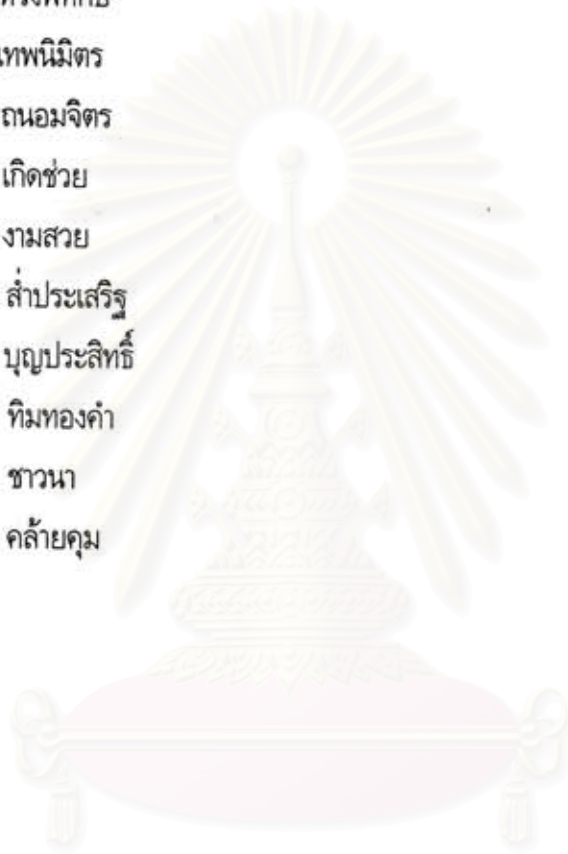 เทพนิมิตร
ถนอมจิตร
เกิดช่วย
งามสวย
ส่ำประเสริฐ
บุญประสิทธิ์
ทิมทองคำ
ชาวนา
คล้ายคุม